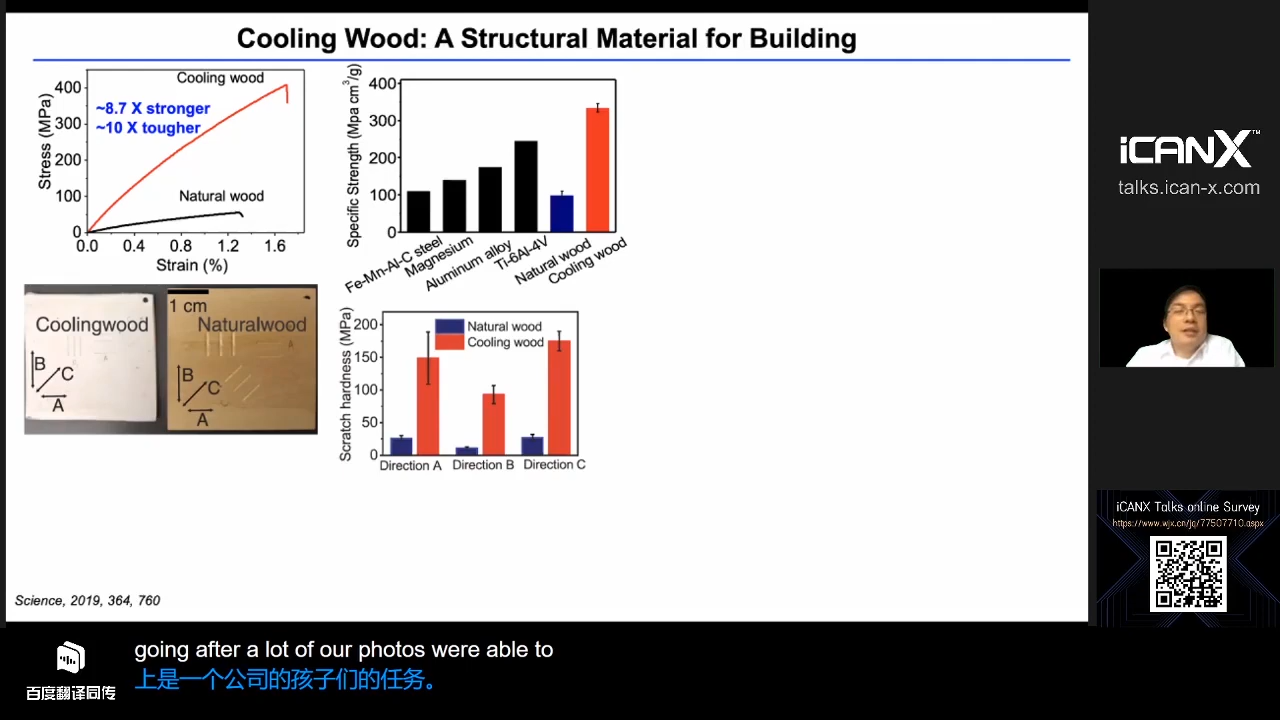 Cooling Wood: A Structural Material for Building
Cooling wood
~8.7 X stronger
~10 X tougher
Natural wood
Stress (MPa)
400
300
200
100
0
0.0 0.4 0.8 1.2 1.6
Strain (%)
Specific Strength (Mpa cm3/g)
400
300
200
100
0
Fe-Mn-Al-C steel
Magnesium
Aluminum alloy
Ti-6Al-4V
Natural wood
Cooling wood
Coolingwood
B
C
A
1 cm
Naturalwood
A
B
C
A
Scratch hardness (MPa)
200
150
100
50
0
Natural wood
Cooling wood
Direction A Direction B Direction C
Science, 2019, 364, 760
iCANX™
talks.ican-x.com
iCANX Talks online Survey
https://www.wjx.cn/jq/77507710.aspx
百度翻译同传
going after a lot of our photos were able to
上是一个公司的孩子们的任务。